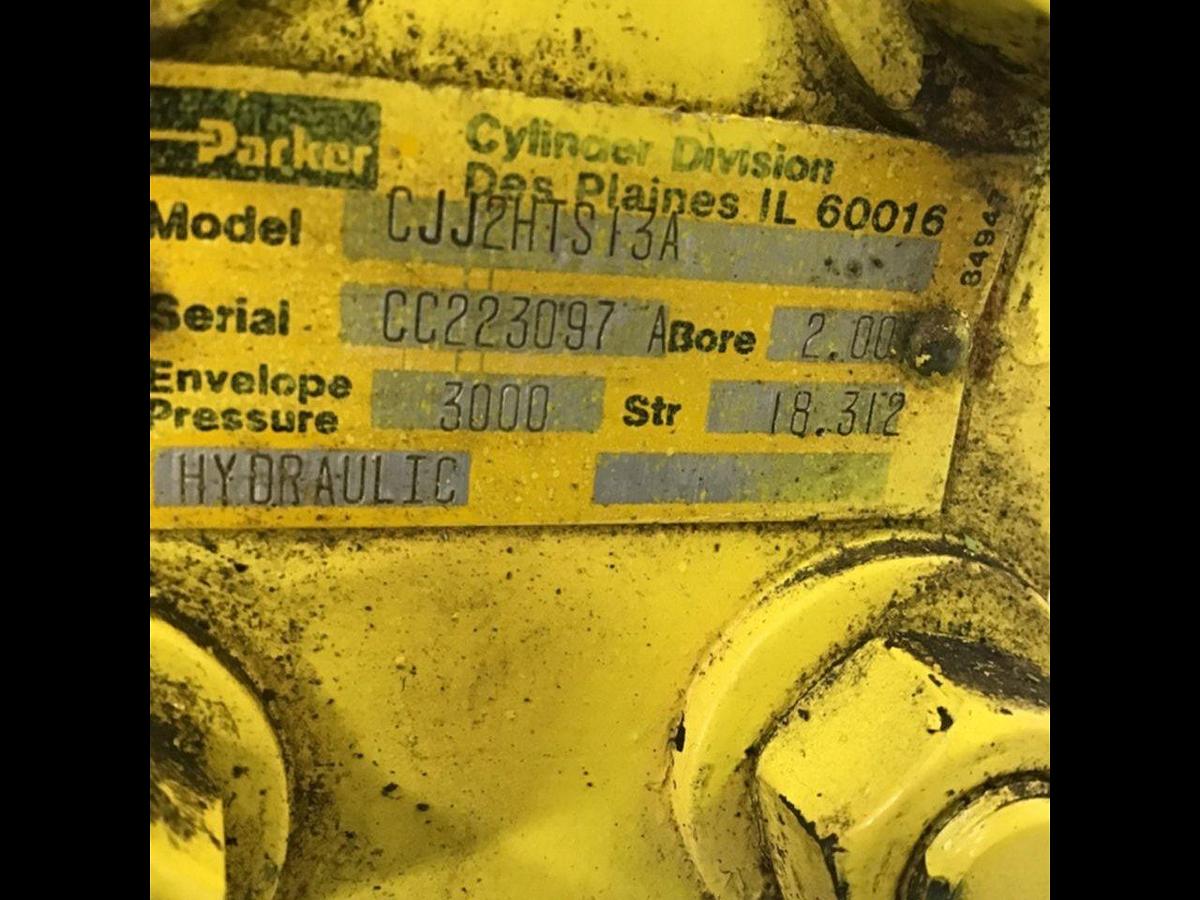 Parker
Cylinder Division
Des Plaines IL 60016
8494
Model CJJ2HTS13A
Serial CC223097 A Bore 2.00
Envelope Pressure 3000 Str 18.312
HYDRAULIC